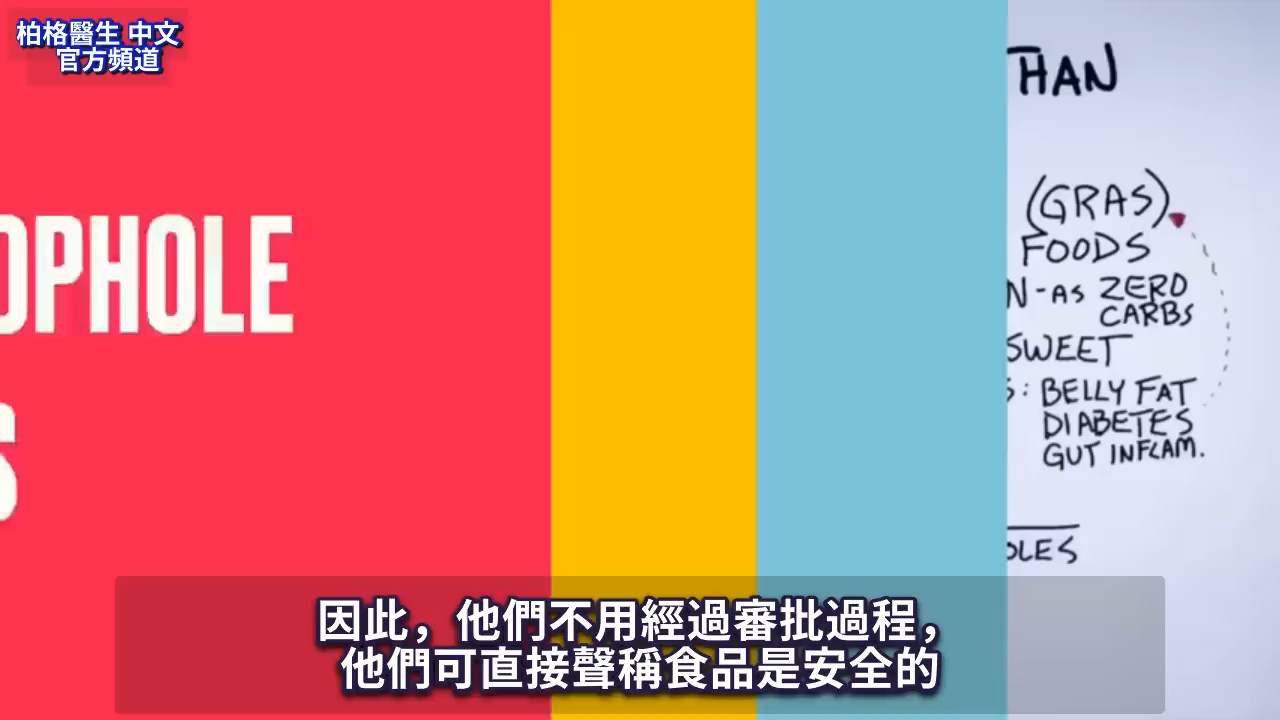 柏格醫生 中文
官方頻道
OPHOLE
S
HAN
(GRAS)
FOODS
N-AS ZERO
CARBS
SWEET
S: BELLY FAT
DIABETES
GUT INFLAM.
OLES
因此，他們不用經過審批過程，
他們可直接聲稱食品是安全的